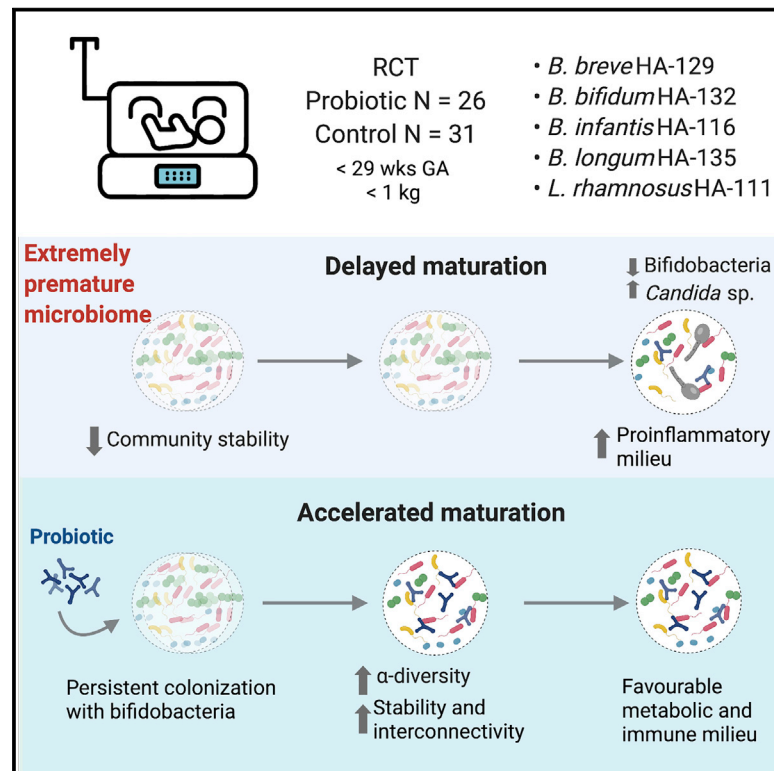 RCT
Probiotic N = 26
Control N = 31
< 29 wks GA
< 1 kg
• B. breve HA-129
• B. bifidum HA-132
• B. infantis HA-116
• B. longum HA-135
• L. rhamnosus HA-111
Extremely
premature
microbiome
Delayed maturation
Bifidobacteria
Candida sp.
Community stability
Proinflammatory
milieu
Accelerated maturation
Probiotic
Persistent colonization
with bifidobacteria
α-diversity
Stability and
interconnectivity
Favourable
metabolic and
immune milieu